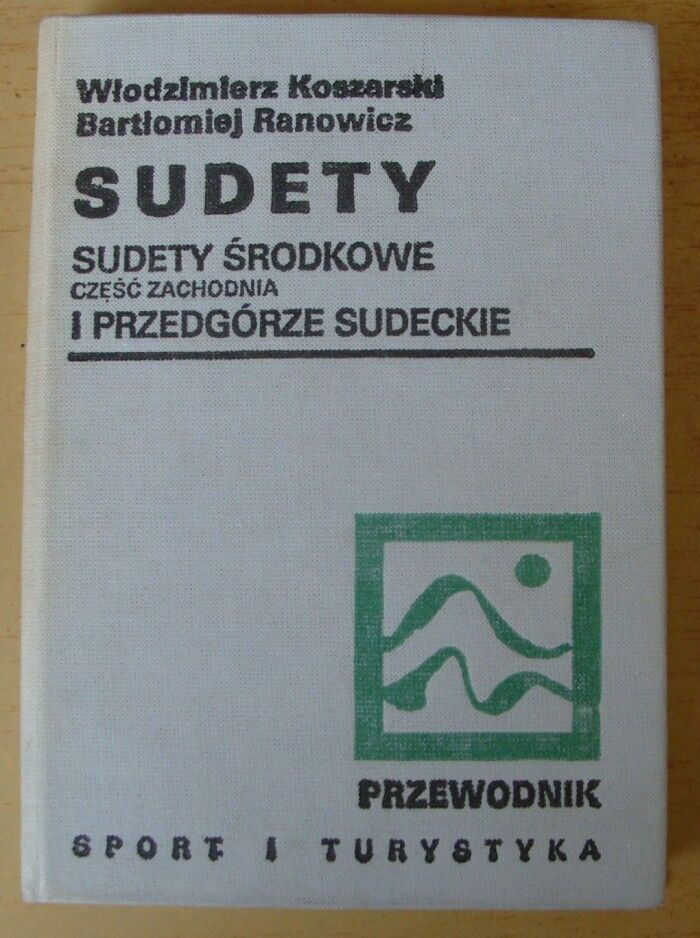 Włodzimierz Koszarski
Bartłomiej Ranowicz
SUDETY
SUDETY ŚRODKOWE
CZĘŚĆ ZACHODNIA
I PRZEDGÓRZE SUDECKIE
PRZEWODNIK
SPORT I TURYSTYKA